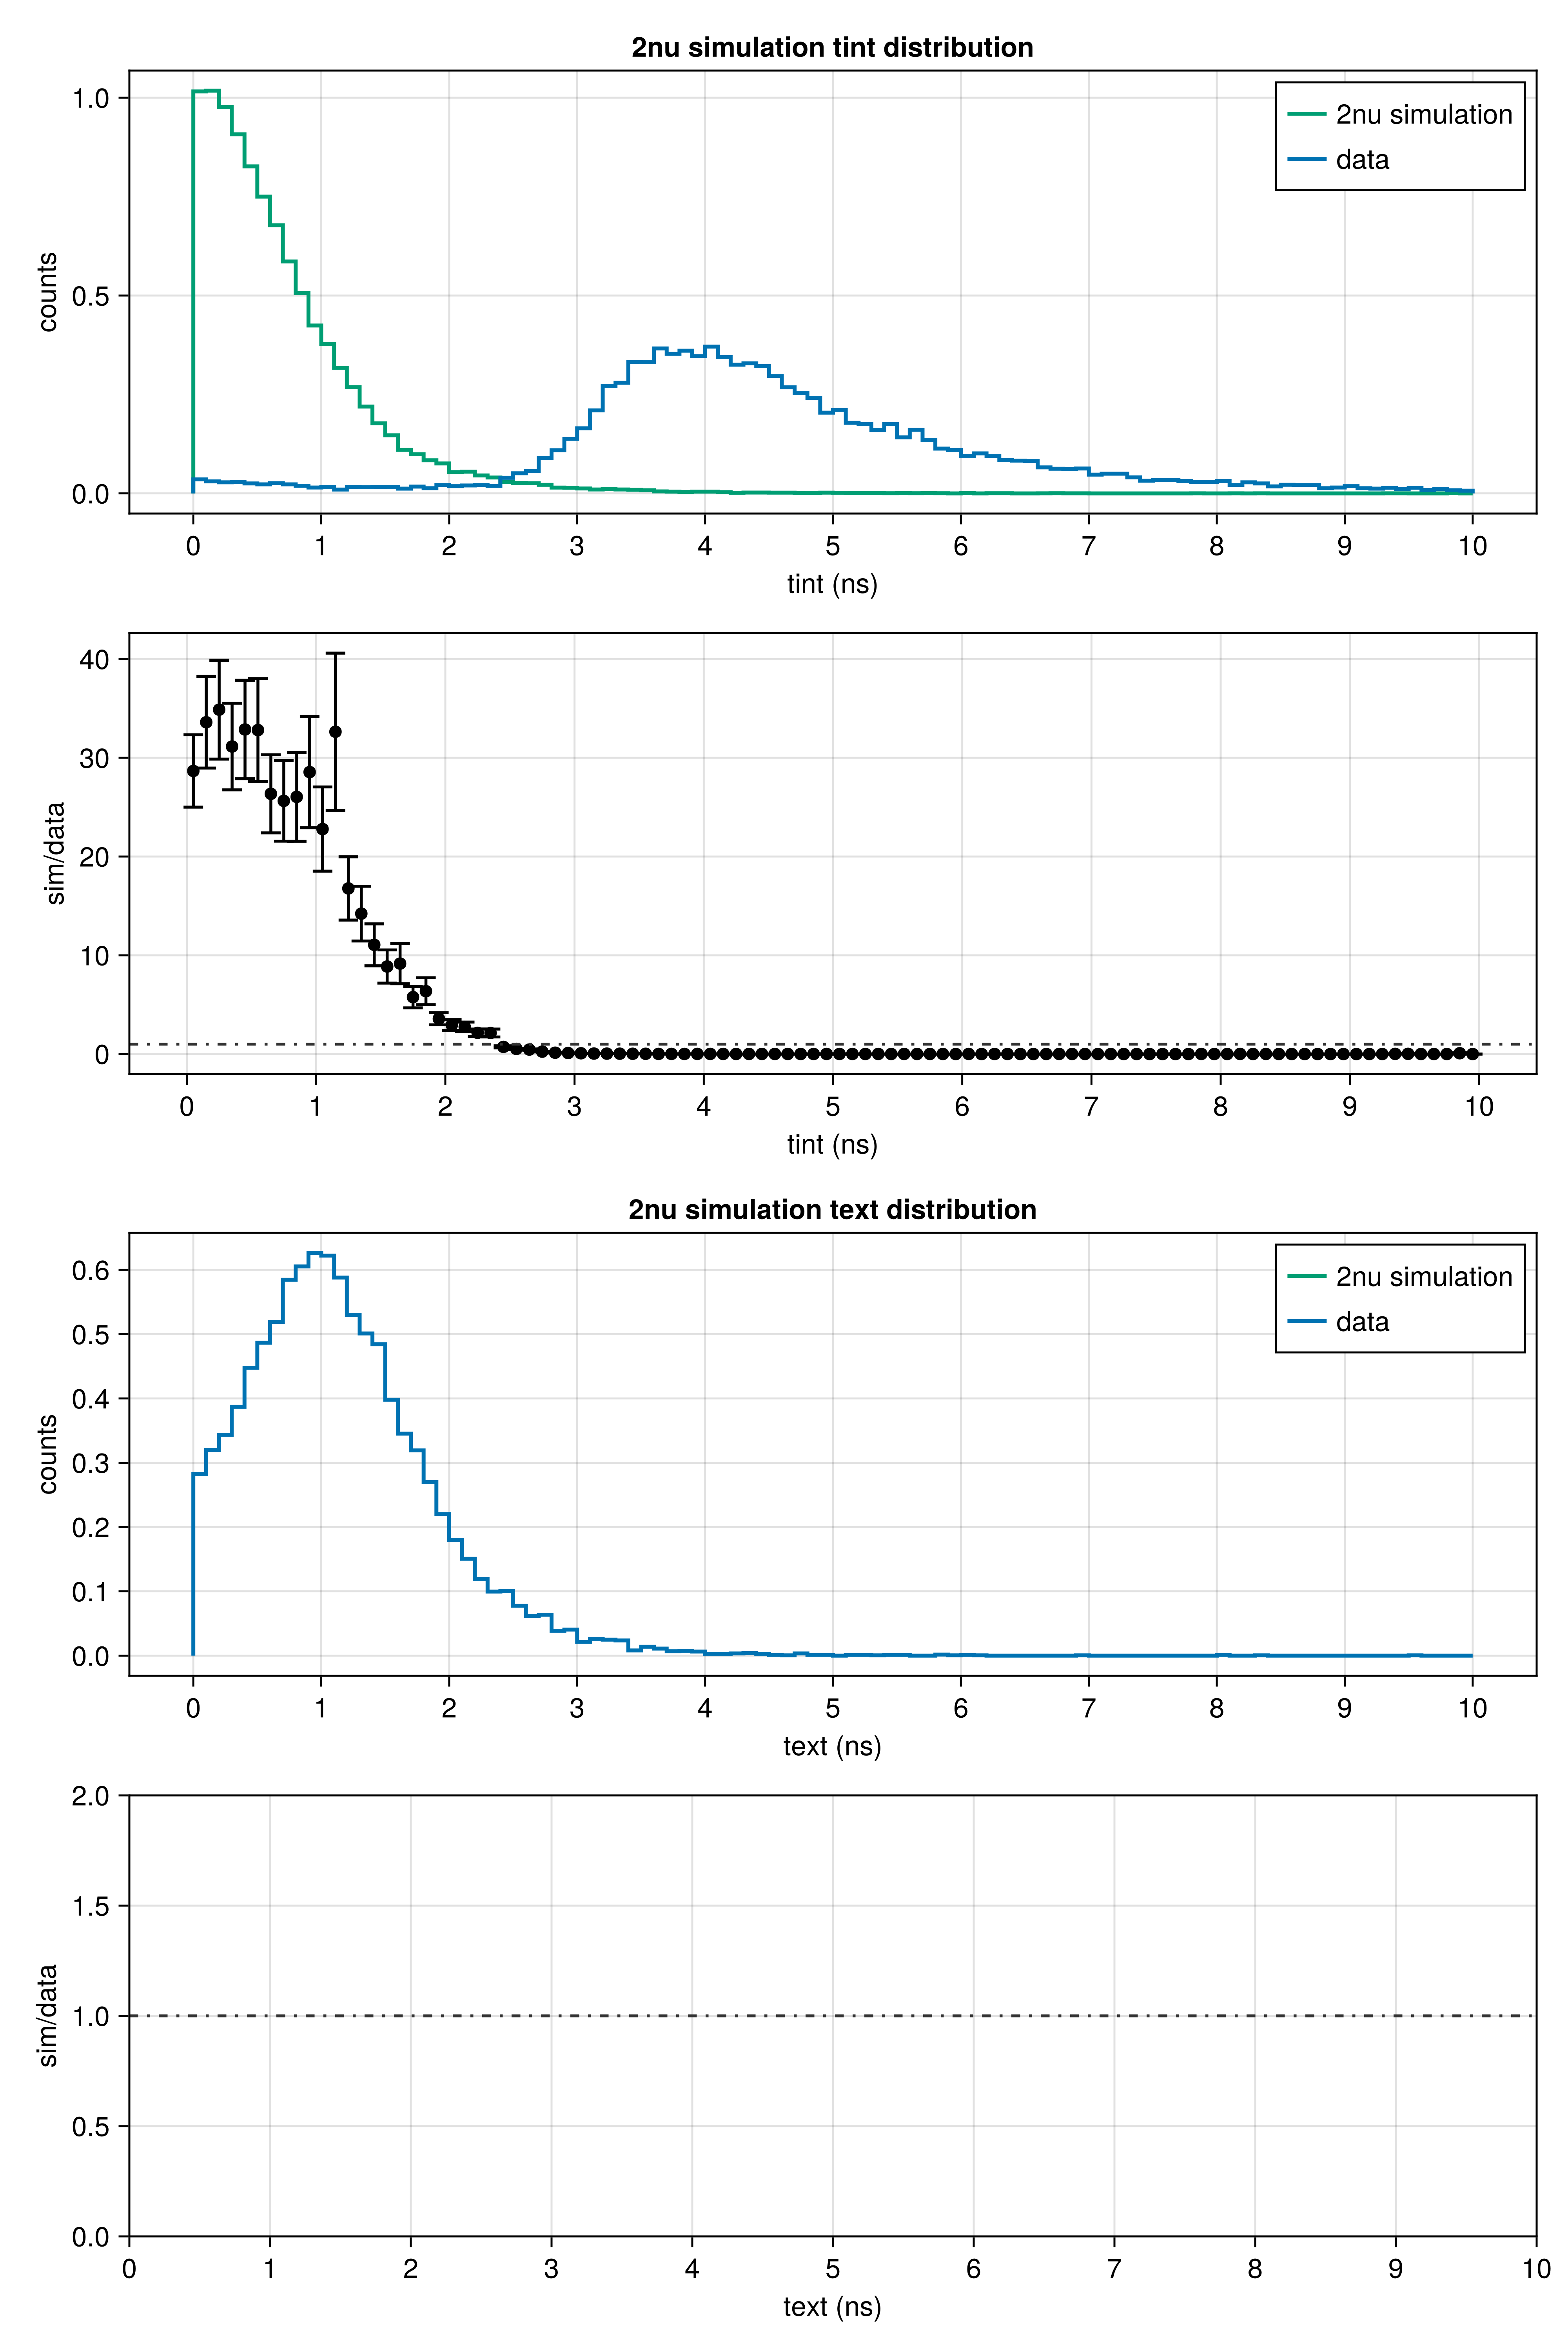 2nu simulation tint distribution
1.0
0.5
0.0
counts
2nu simulation
data
0 1 2 3 4 5 6 7 8 9 10
tint (ns)
40
30
20
10
0
sim/data
0 1 2 3 4 5 6 7 8 9 10
tint (ns)
2nu simulation text distribution
0.6
0.5
0.4
0.3
0.2
0.1
0.0
counts
2nu simulation
data
0 1 2 3 4 5 6 7 8 9 10
text (ns)
2.0
1.5
1.0
0.5
0.0
sim/data
0 1 2 3 4 5 6 7 8 9 10
text (ns)